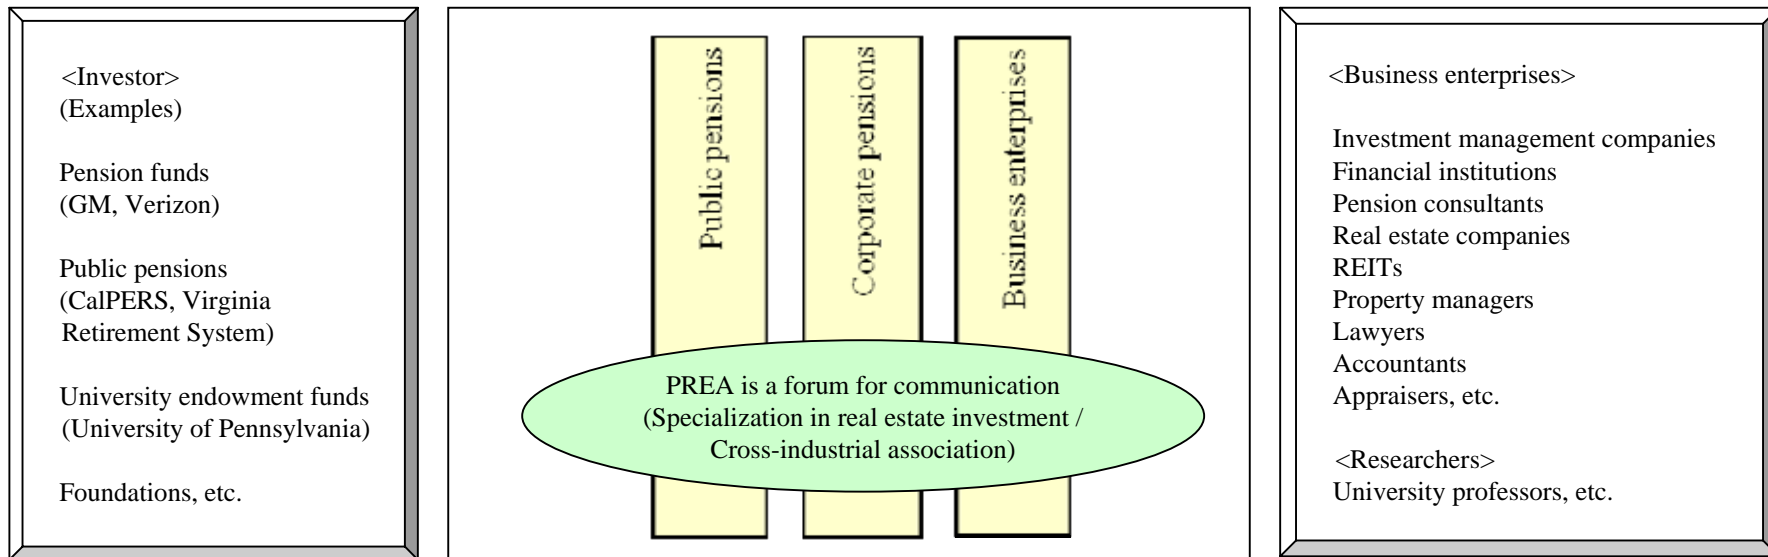 <Investor>
(Examples)
Pension funds
(GM, Verizon)
Public pensions
(CalPERS, Virginia
Retirement System)
University endowment funds
(University of Pennsylvania)
Foundations, etc.
Public pensions
Corporate pensions
Business enterprises
PREA is a forum for communication
(Specialization in real estate investment /
Cross-industrial association)
<Business enterprises>
Investment management companies
Financial institutions
Pension consultants
Real estate companies
REITs
Property managers
Lawyers
Accountants
Appraisers, etc.
<Researchers>
University professors, etc.